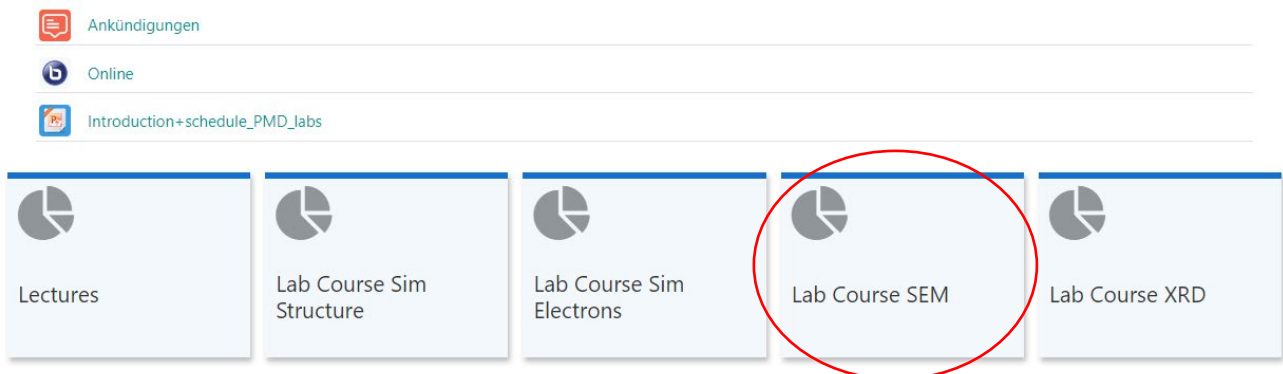 Ankündigungen
Online
Introduction+schedule_PMD_labs
Lectures
Lab Course Sim
Structure
Lab Course Sim
Electrons
Lab Course SEM
Lab Course XRD